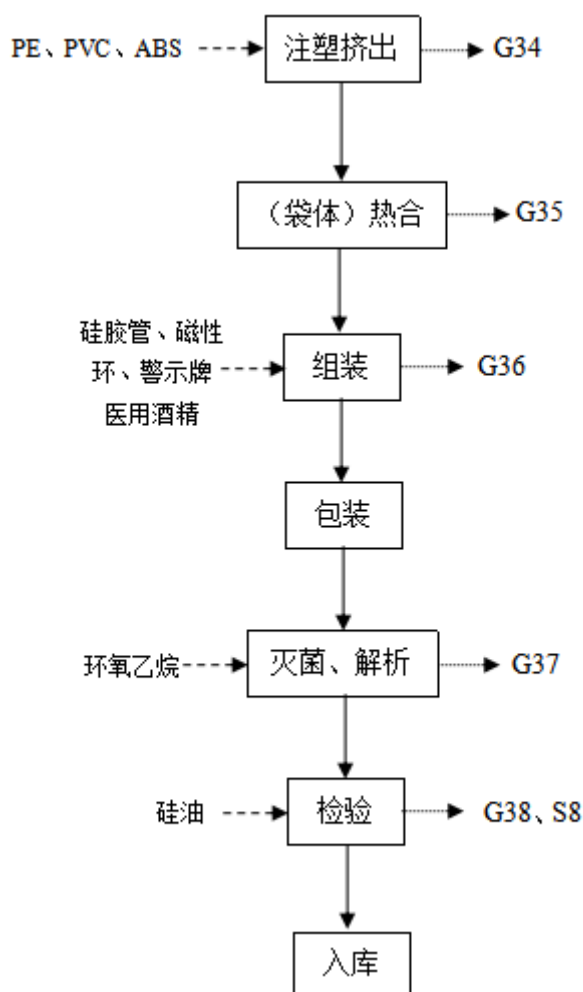 PE、PVC、ABS
注塑挤出
G34
（袋体）热合
G35
硅胶管、磁性
环、警示牌
医用酒精
组装
G36
包装
环氧乙烷
灭菌、解析
G37
硅油
检验
G38、S8
入库